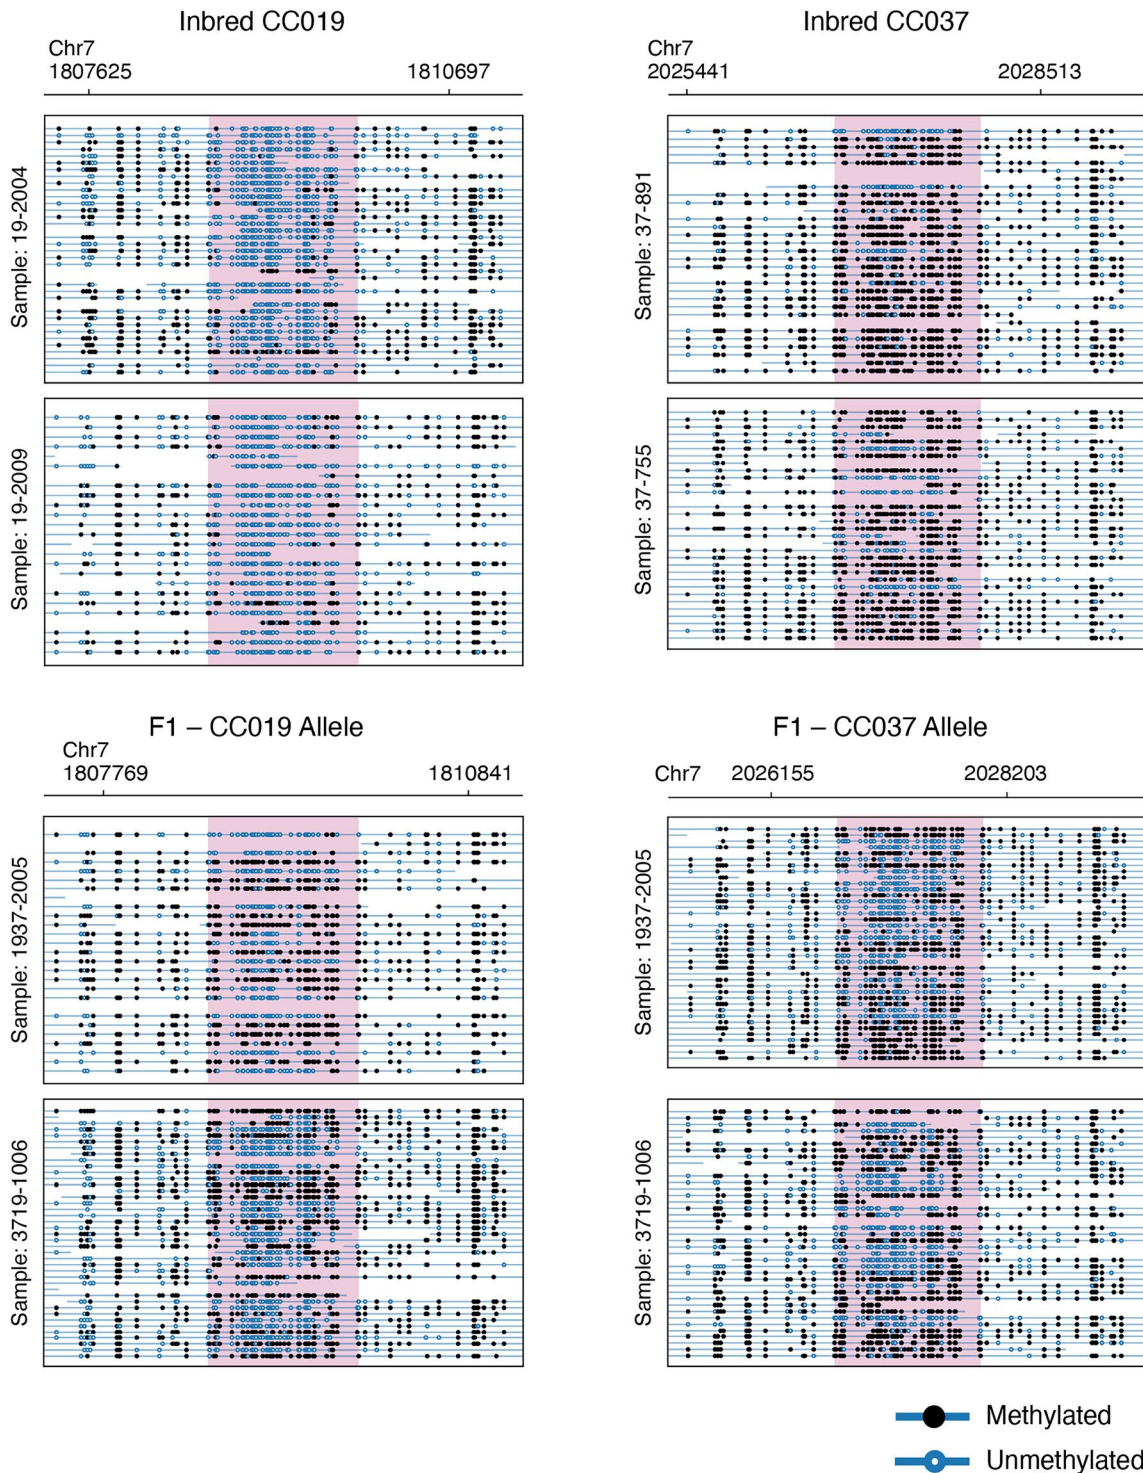 Inbred CC019
Chr7
1807625 1810697
Sample: 19-2004
Sample: 19-2009
Inbred CC037
Chr7
2025441 2028513
Sample: 37-891
Sample: 37-755
F1 – CC019 Allele
Chr7
1807769 1810841
Sample: 1937-2005
Sample: 3719-1006
F1 – CC037 Allele
Chr7 2026155 2028203
Sample: 1937-2005
Sample: 3719-1006
Methylated
Unmethylated